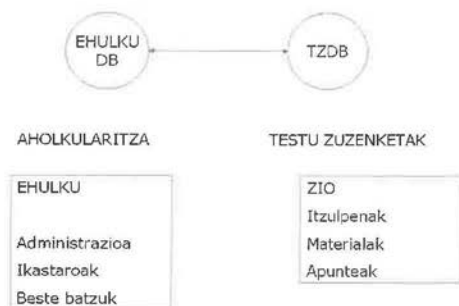 EHULKU
DB
TZDB
AHOLKULARITZA
TESTU ZUZENKETAK
EHULKU
Administrazioa
Ikastaroak
Beste batzuk
ZIO
Itzulpenak
Materialak
Apunteak